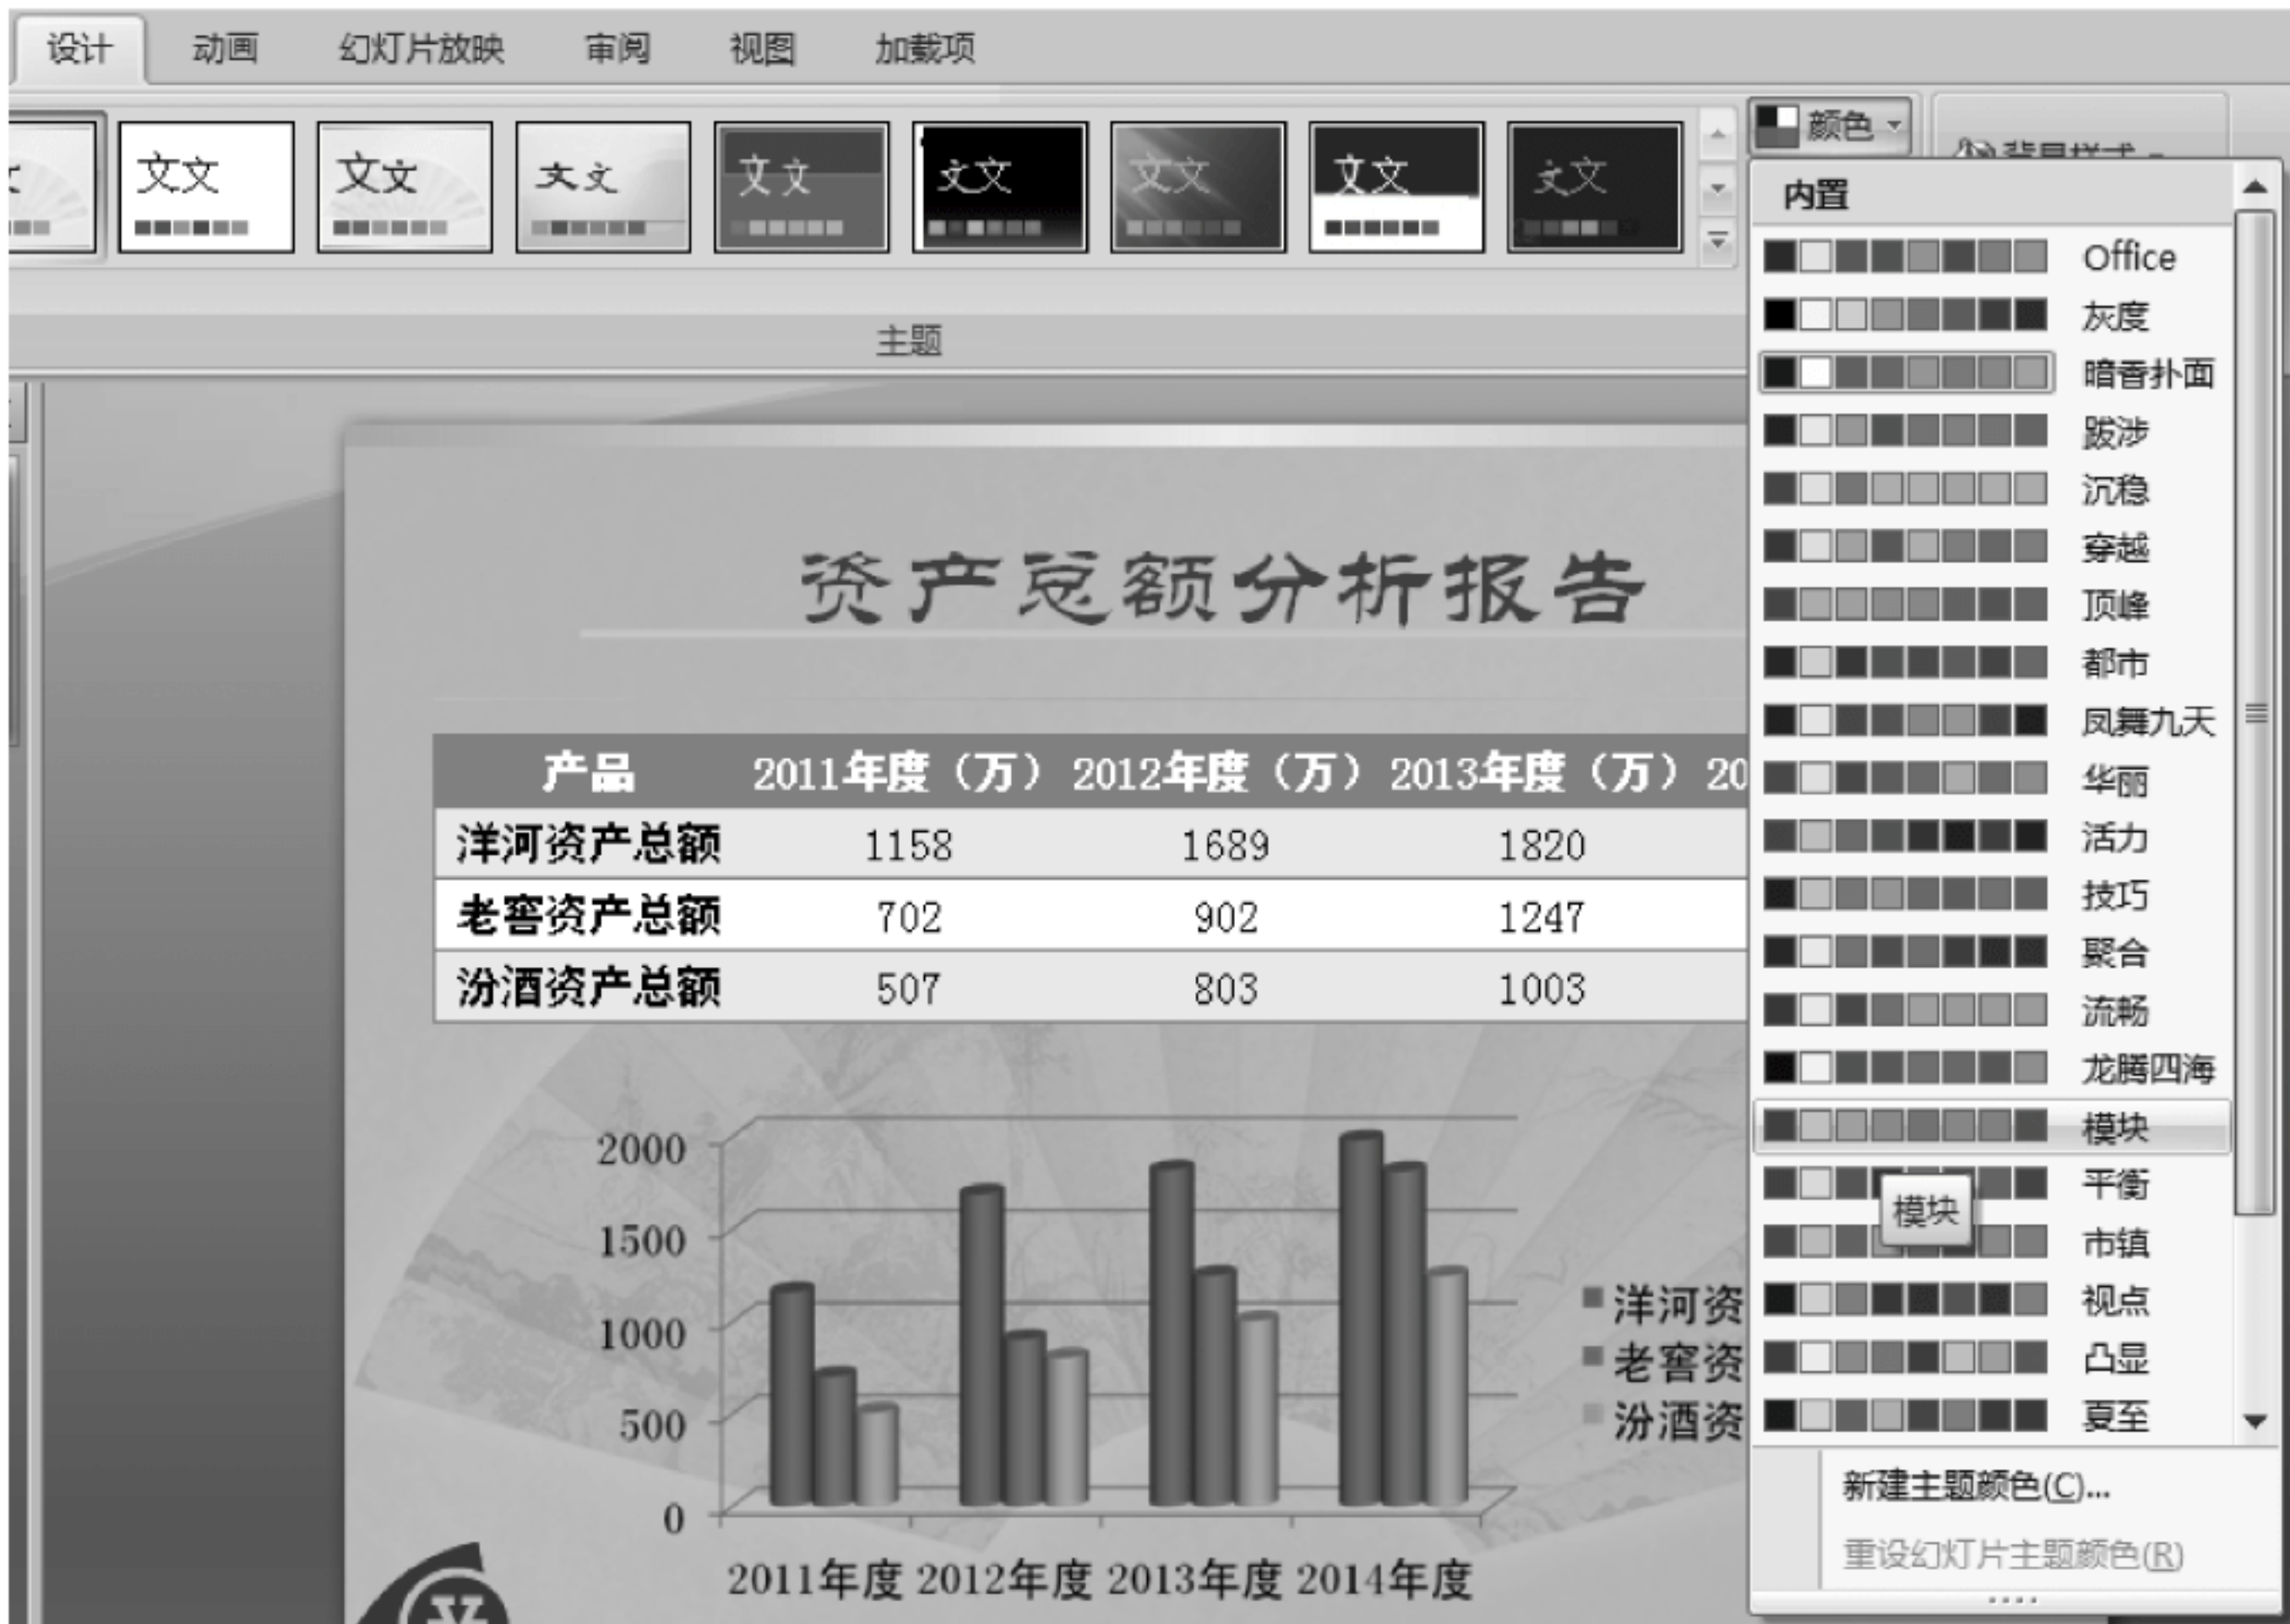 设计 动画 幻灯片放映 审阅 视图 加载项
文文 文文 文文 文文 文文 文文 文文 文文
颜色
主题
内置
Office
灰度
暗香扑面
跋涉
沉稳
穿越
顶峰
都市
凤舞九天
华丽
活力
技巧
聚合
流畅
龙腾四海
模块
平衡
模块
市镇
视点
凸显
夏至
新建主题颜色(C)...
重设幻灯片主题颜色(R)
资产总额分析报告
产品 2011年度（万） 2012年度（万） 2013年度（万） 20
洋河资产总额 1158 1689 1820
老窖资产总额 702 902 1247
汾酒资产总额 507 803 1003
2000
1500
1000
500
0
2011年度 2012年度 2013年度 2014年度
洋河资
老窖资
汾酒资